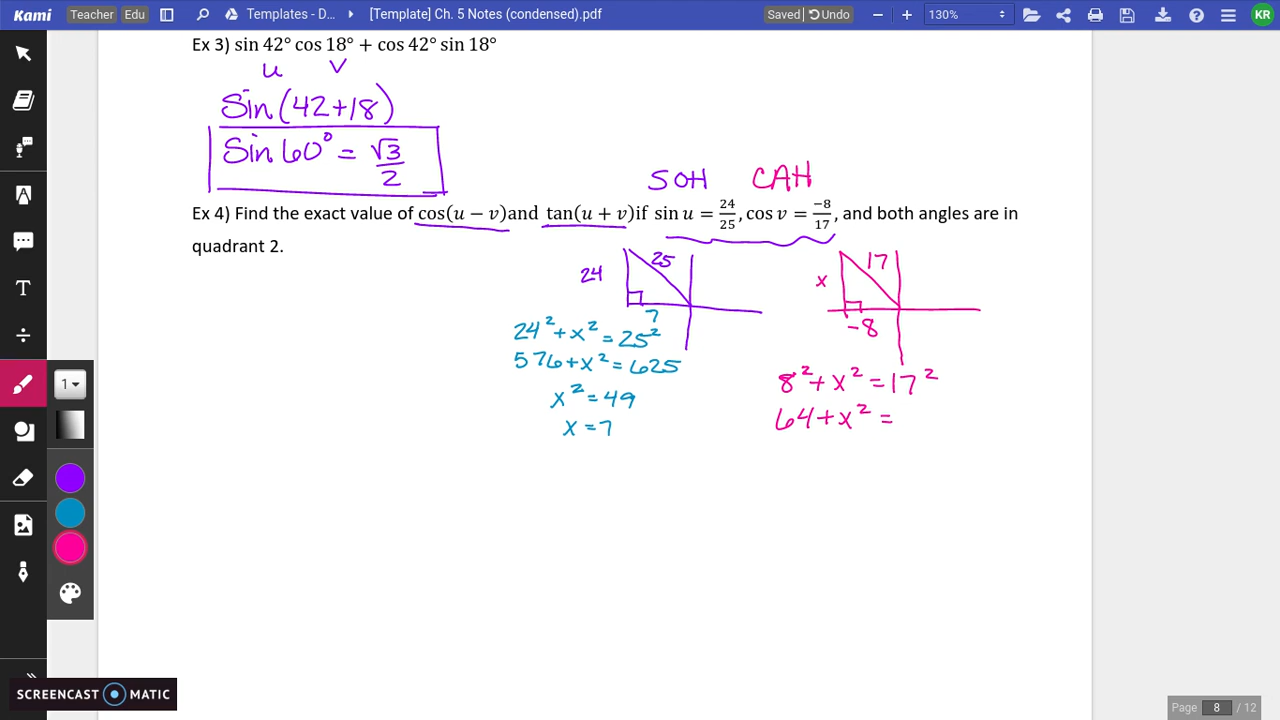 Kami
Teacher Edu Templates - D... [Template] Ch. 5 Notes (condensed).pdf Saved Undo 130% KR
Ex 3) sin 42° cos 18° + cos 42° sin 18°
u v
Sin(42+18)
Sin 60° = √3/2
SOH CAH
Ex 4) Find the exact value of cos(u − v)and tan(u + v)if sin u = 24/25, cos v = −8/17, and both angles are in
quadrant 2.
24 25 7
x 17 -8
24² + x² = 25²
576 + x² = 625
x² = 49
x = 7
8² + x² = 17²
64 + x² =
1
T
A
SCREENCAST MATIC
Page 8 / 12